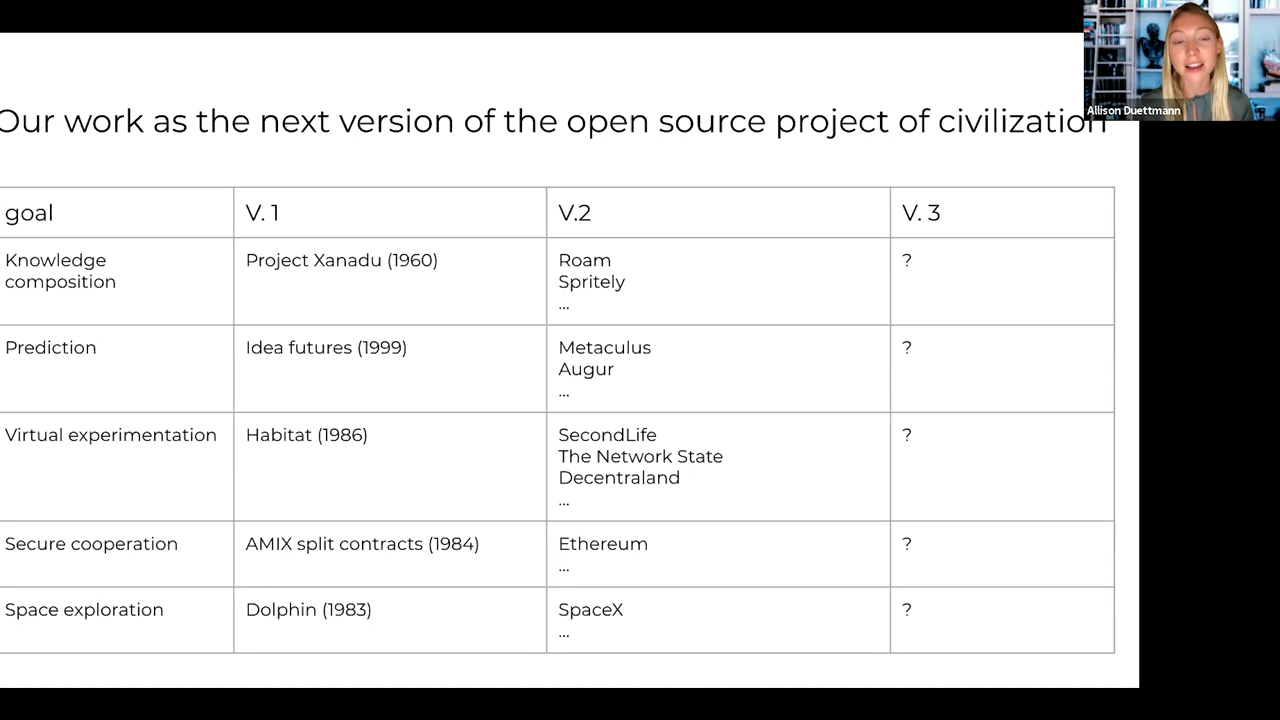 Allison Duettmann
Our work as the next version of the open source project of civilization
goal
V. 1
V.2
V. 3
Knowledge
composition
Project Xanadu (1960)
Roam
Spritely
...
?
Prediction
Idea futures (1999)
Metaculus
Augur
...
?
Virtual experimentation
Habitat (1986)
SecondLife
The Network State
Decentraland
...
?
Secure cooperation
AMIX split contracts (1984)
Ethereum
...
?
Space exploration
Dolphin (1983)
SpaceX
...
?